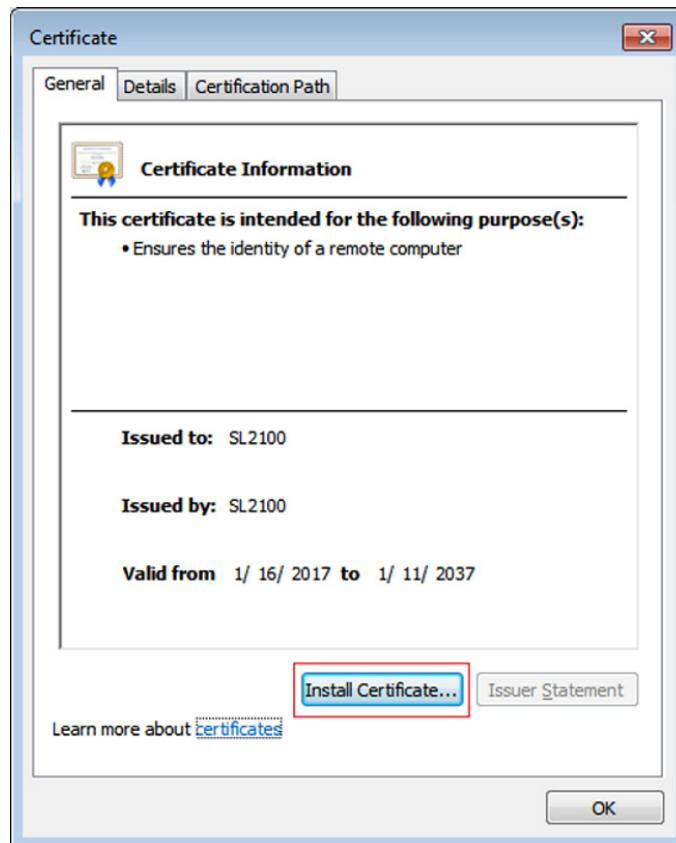 Certificate
General Details Certification Path
Certificate Information
This certificate is intended for the following purpose(s):
• Ensures the identity of a remote computer
Issued to: SL2100
Issued by: SL2100
Valid from 1/ 16/ 2017 to 1/ 11/ 2037
Install Certificate... Issuer Statement
Learn more about certificates
OK